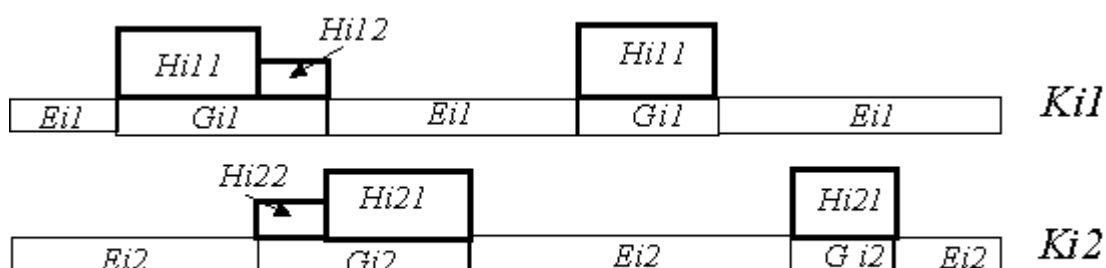 Hi12
Hi11 Hi11
Ei1 Gi1 Ei1 Gi1 Ei1 Ki1
Hi22
Hi21 Hi21
Ei2 Gi2 Ei2 G i2 Ei2 Ki2